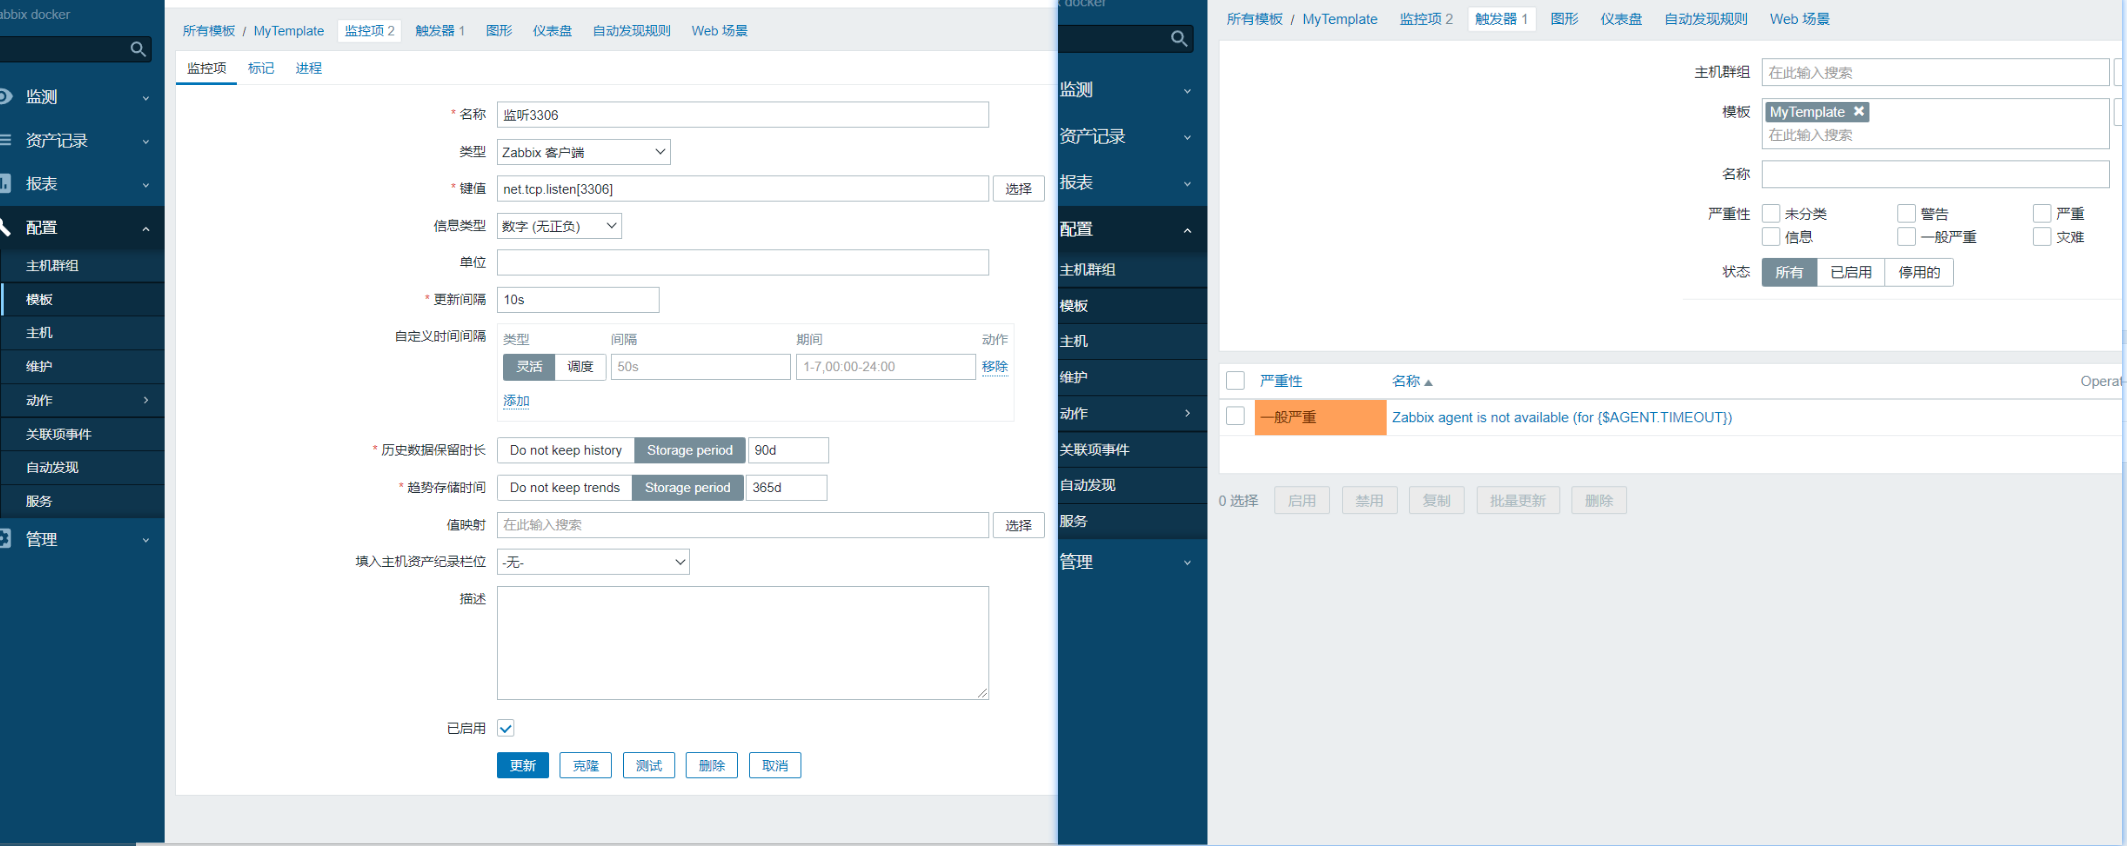 abbix docker
监测
资产记录
报表
配置
主机群组
模板
主机
维护
动作
关联项事件
自动发现
服务
管理
所有模板 / MyTemplate 监控项 2 触发器 1 图形 仪表盘 自动发现规则 Web 场景
监控项 标记 进程
* 名称 监听3306
类型 Zabbix 客户端
* 键值 net.tcp.listen[3306] 选择
信息类型 数字 (无正负)
单位
* 更新间隔 10s
自定义时间间隔 类型 间隔 期间 动作
灵活 调度 50s 1-7,00:00-24:00 移除
添加
* 历史数据保留时长 Do not keep history Storage period 90d
* 趋势存储时间 Do not keep trends Storage period 365d
值映射 在此输入搜索 选择
填入主机资产纪录栏位 -无-
描述
已启用
更新 克隆 测试 删除 取消
x docker
监测
资产记录
报表
配置
主机群组
模板
主机
维护
动作
关联项事件
自动发现
服务
管理
所有模板 / MyTemplate 监控项 2 触发器 1 图形 仪表盘 自动发现规则 Web 场景
主机群组 在此输入搜索
模板 MyTemplate
在此输入搜索
名称
严重性 未分类 警告 严重
信息 一般严重 灾难
状态 所有 已启用 停用的
严重性 名称 Operat
一般严重 Zabbix agent is not available (for {$AGENT.TIMEOUT})
0 选择 启用 禁用 复制 批量更新 删除